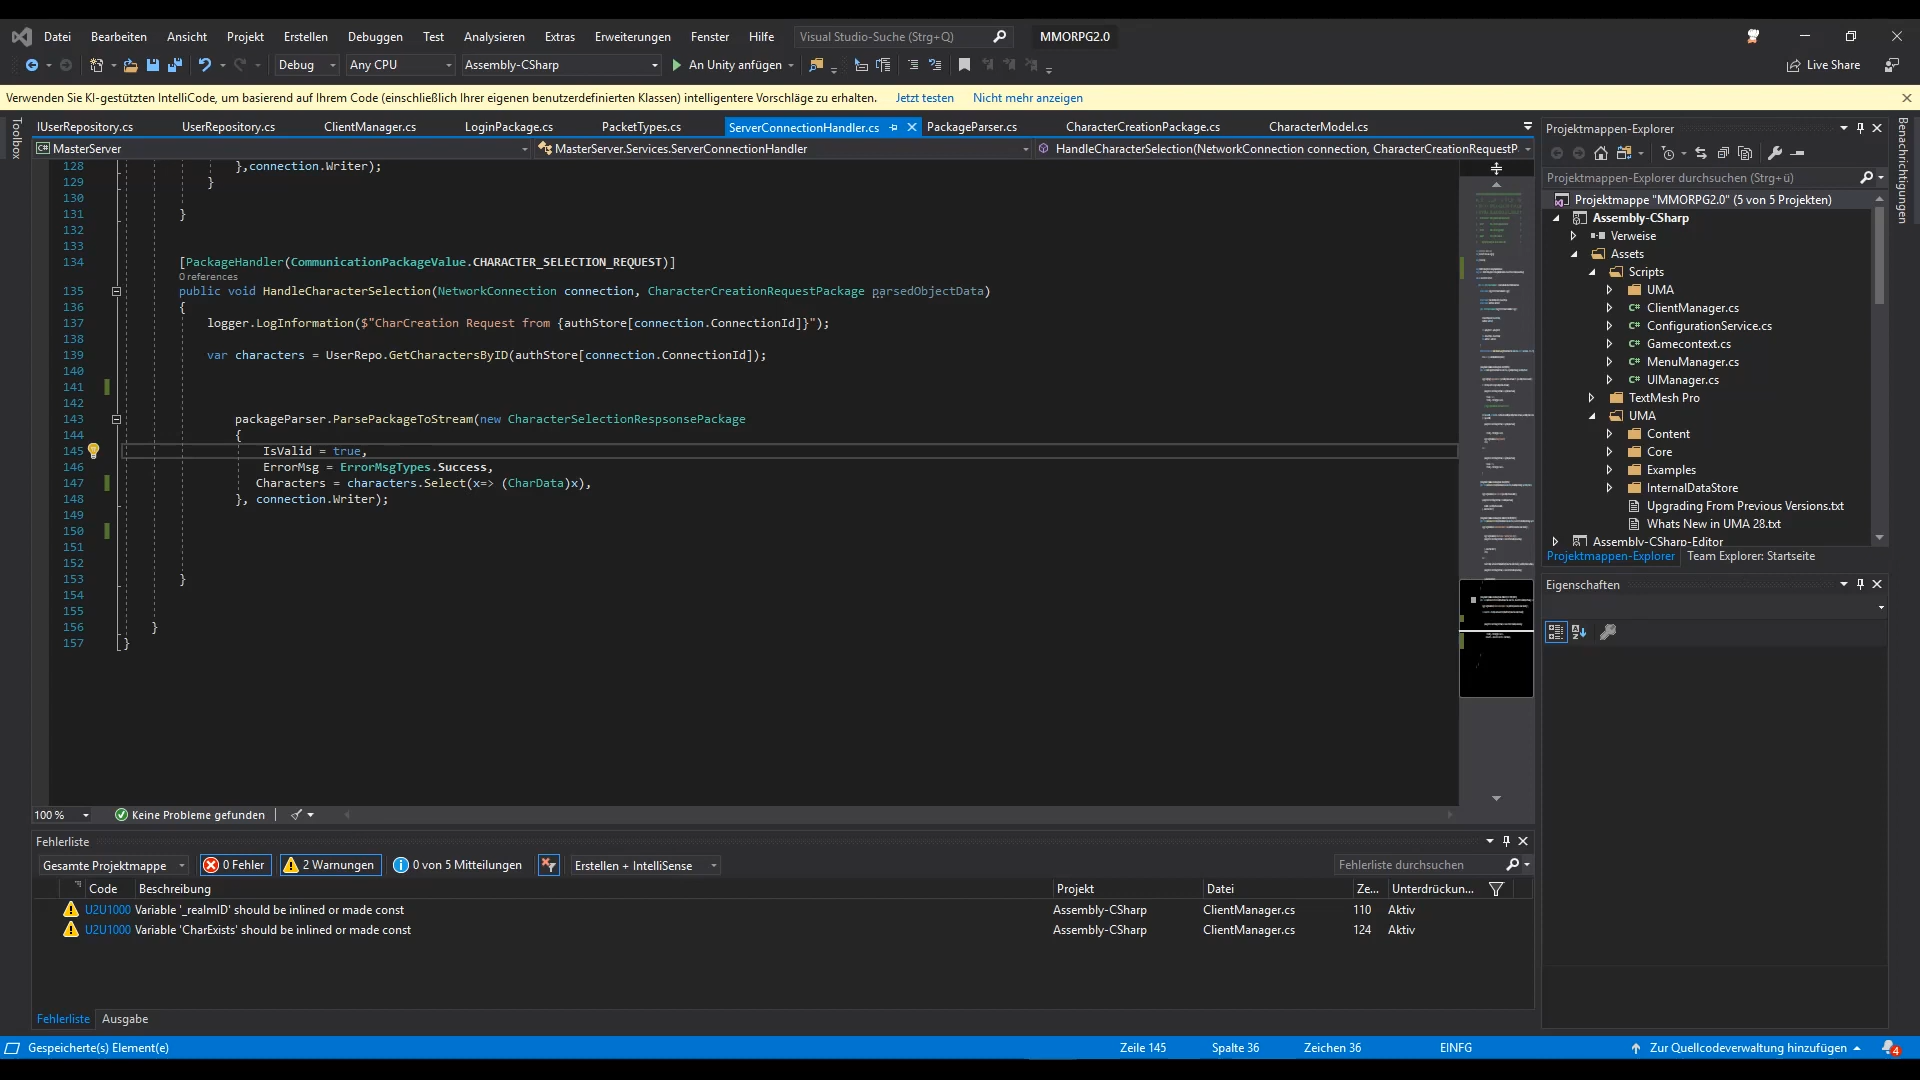 Datei Bearbeiten Ansicht Projekt Erstellen Debuggen Test Analysieren Extras Erweiterungen Fenster Hilfe Visual Studio-Suche (Strg+Q) MMORPG2.0
Debug Any CPU Assembly-CSharp An Unity anfügen Live Share
Verwenden Sie KI-gestützten IntelliCode, um basierend auf Ihrem Code (einschließlich Ihrer eigenen benutzerdefinierten Klassen) intelligentere Vorschläge zu erhalten. Jetzt testen Nicht mehr anzeigen
Toolbox
IUserRepository.cs UserRepository.cs ClientManager.cs LoginPackage.cs PacketTypes.cs ServerConnectionHandler.cs PackageParser.cs CharacterCreationPackage.cs CharacterModel.cs
MasterServer MasterServer.Services.ServerConnectionHandler HandleCharacterSelection(NetworkConnection connection, CharacterCreationRequestP
128 },connection.Writer);
129 }
130
131 }
132
133
134 [PackageHandler(CommunicationPackageValue.CHARACTER_SELECTION_REQUEST)]
0 references
135 public void HandleCharacterSelection(NetworkConnection connection, CharacterCreationRequestPackage parsedObjectData)
136 {
137 logger.LogInformation($"CharCreation Request from {authStore[connection.ConnectionId]}");
138
139 var characters = UserRepo.GetCharactersByID(authStore[connection.ConnectionId]);
140
141
142
143 packageParser.ParsePackageToStream(new CharacterSelectionRespsonsePackage
144 {
145 IsValid = true,
146 ErrorMsg = ErrorMsgTypes.Success,
147 Characters = characters.Select(x=> (CharData)x),
148 }, connection.Writer);
149
150
151
152
153 }
154
155
156 }
157 }
100 % Keine Probleme gefunden
Projektmappen-Explorer
Projektmappen-Explorer durchsuchen (Strg+ü)
Projektmappe "MMORPG2.0" (5 von 5 Projekten)
Assembly-CSharp
Verweise
Assets
Scripts
UMA
C# ClientManager.cs
C# ConfigurationService.cs
C# Gamecontext.cs
C# MenuManager.cs
C# UIManager.cs
TextMesh Pro
UMA
Content
Core
Examples
InternalDataStore
Upgrading From Previous Versions.txt
Whats New in UMA 28.txt
Assembly-CSharp-Editor
Projektmappen-Explorer Team Explorer: Startseite
Eigenschaften
Benachrichtigungen
Fehlerliste
Gesamte Projektmappe 0 Fehler 2 Warnungen 0 von 5 Mitteilungen Erstellen + IntelliSense Fehlerliste durchsuchen
Code Beschreibung Projekt Datei Ze... Unterdrückun...
U2U1000 Variable '_realmID' should be inlined or made const Assembly-CSharp ClientManager.cs 110 Aktiv
U2U1000 Variable 'CharExists' should be inlined or made const Assembly-CSharp ClientManager.cs 124 Aktiv
Fehlerliste Ausgabe
Gespeicherte(s) Element(e) Zeile 145 Spalte 36 Zeichen 36 EINFG Zur Quellcodeverwaltung hinzufügen 4